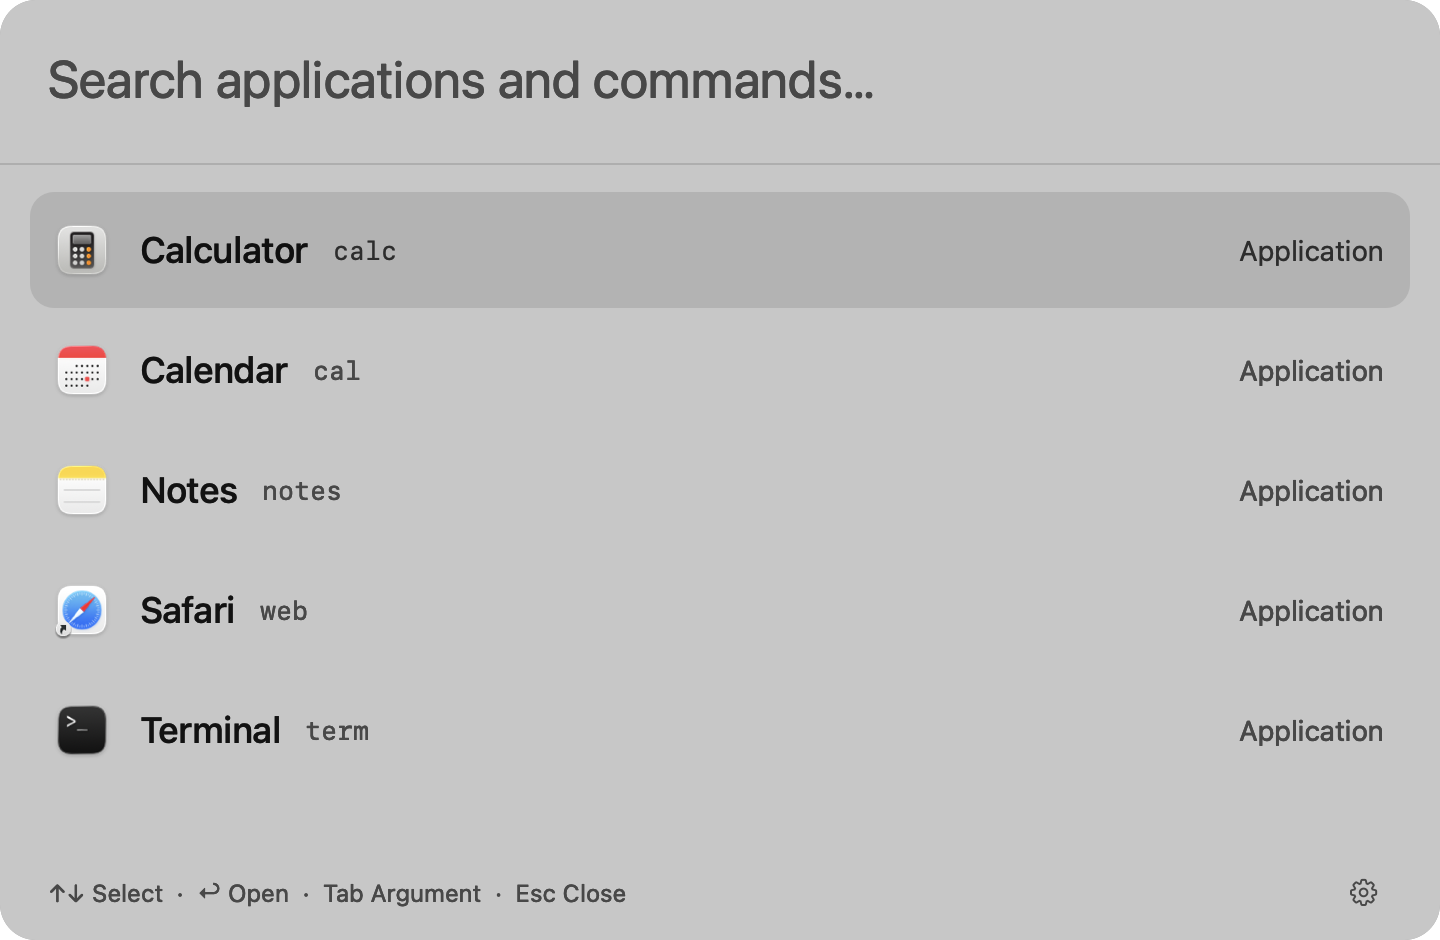 Search applications and commands…
Calculator calc Application
Calendar cal Application
Notes notes Application
Safari web Application
Terminal term Application
↑↓ Select · ↩ Open · Tab Argument · Esc Close